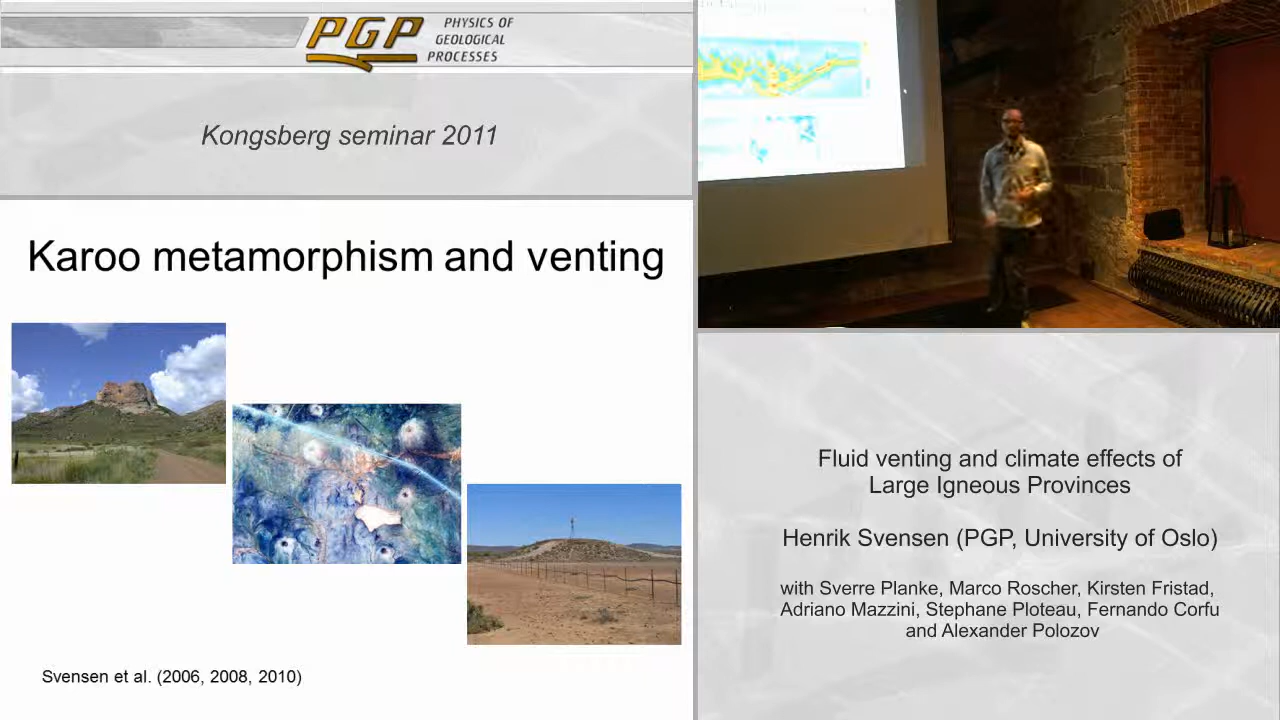 PGP
PHYSICS OF
GEOLOGICAL
PROCESSES
Kongsberg seminar 2011
Karoo metamorphism and venting
Svensen et al. (2006, 2008, 2010)
Fluid venting and climate effects of
Large Igneous Provinces
Henrik Svensen (PGP, University of Oslo)
with Sverre Planke, Marco Roscher, Kirsten Fristad,
Adriano Mazzini, Stephane Ploteau, Fernando Corfu
and Alexander Polozov